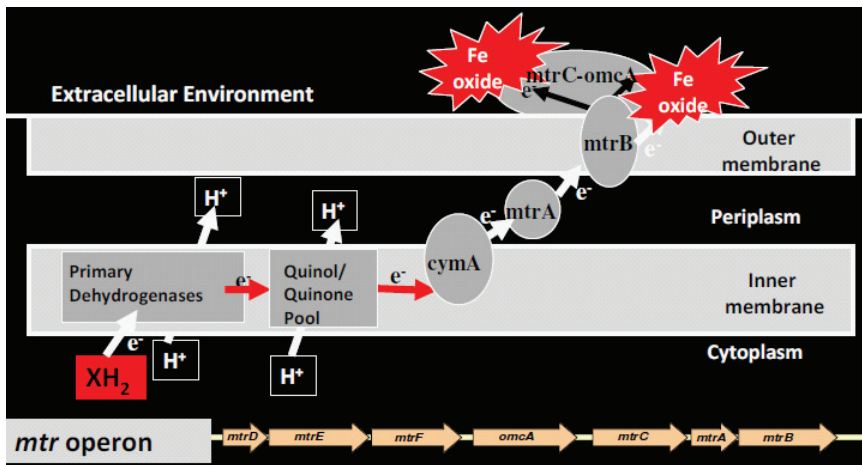 Fe
oxide
mtrC-omcA
e-
Fe
oxide
Extracellular Environment
mtrB
e-
Outer
membrane
e-
H+
H+
e-
mtrA
Periplasm
Primary
Dehydrogenases
e-
Quinol/
Quinone
Pool
e-
cymA
Inner
membrane
e-
H+
H+
Cytoplasm
XH2
mtr operon
mtrD
mtrE
mtrF
omcA
mtrC
mtrA
mtrB